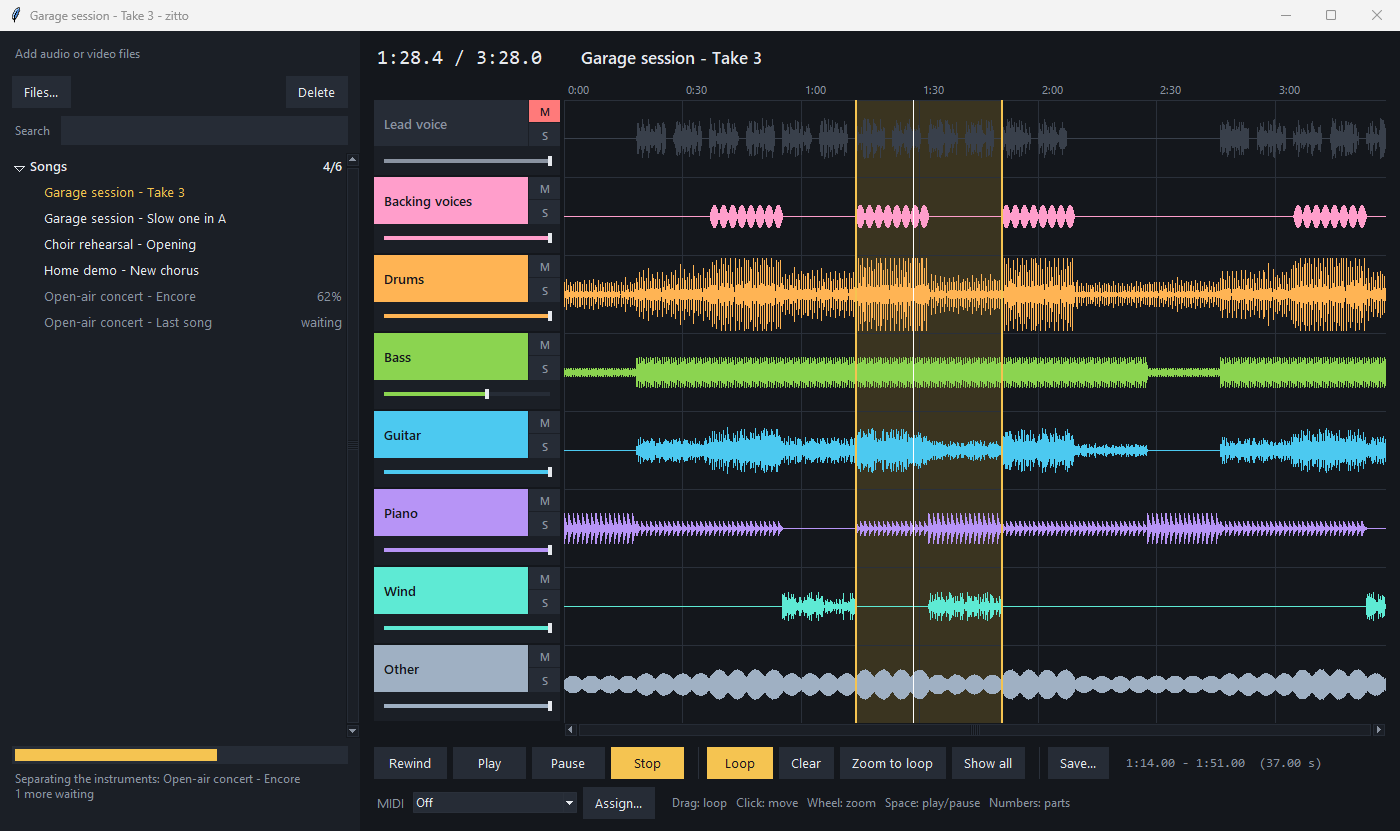 Garage session - Take 3 - zitto
Add audio or video files
Files...
Delete
Search
Songs 4/6
Garage session - Take 3
Garage session - Slow one in A
Choir rehearsal - Opening
Home demo - New chorus
Open-air concert - Encore 62%
Open-air concert - Last song waiting
Separating the instruments: Open-air concert - Encore
1 more waiting
1:28.4 / 3:28.0 Garage session - Take 3
0:00 0:30 1:00 1:30 2:00 2:30 3:00
Lead voice M
S
Backing voices M
S
Drums M
S
Bass M
S
Guitar M
S
Piano M
S
Wind M
S
Other M
S
Rewind Play Pause Stop Loop Clear Zoom to loop Show all Save... 1:14.00 - 1:51.00 (37.00 s)
MIDI Off Assign... Drag: loop Click: move Wheel: zoom Space: play/pause Numbers: parts